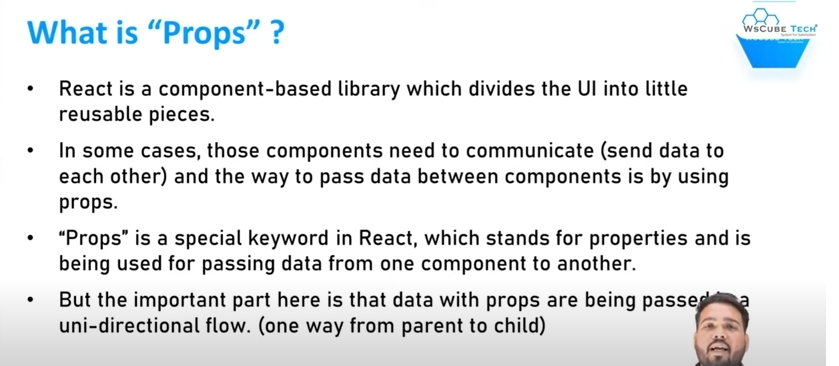 What is “Props” ?
WsCube Tech
• React is a component-based library which divides the UI into little
reusable pieces.
• In some cases, those components need to communicate (send data to
each other) and the way to pass data between components is by using
props.
• “Props” is a special keyword in React, which stands for properties and is
being used for passing data from one component to another.
• But the important part here is that data with props are being passed a
uni-directional flow. (one way from parent to child)